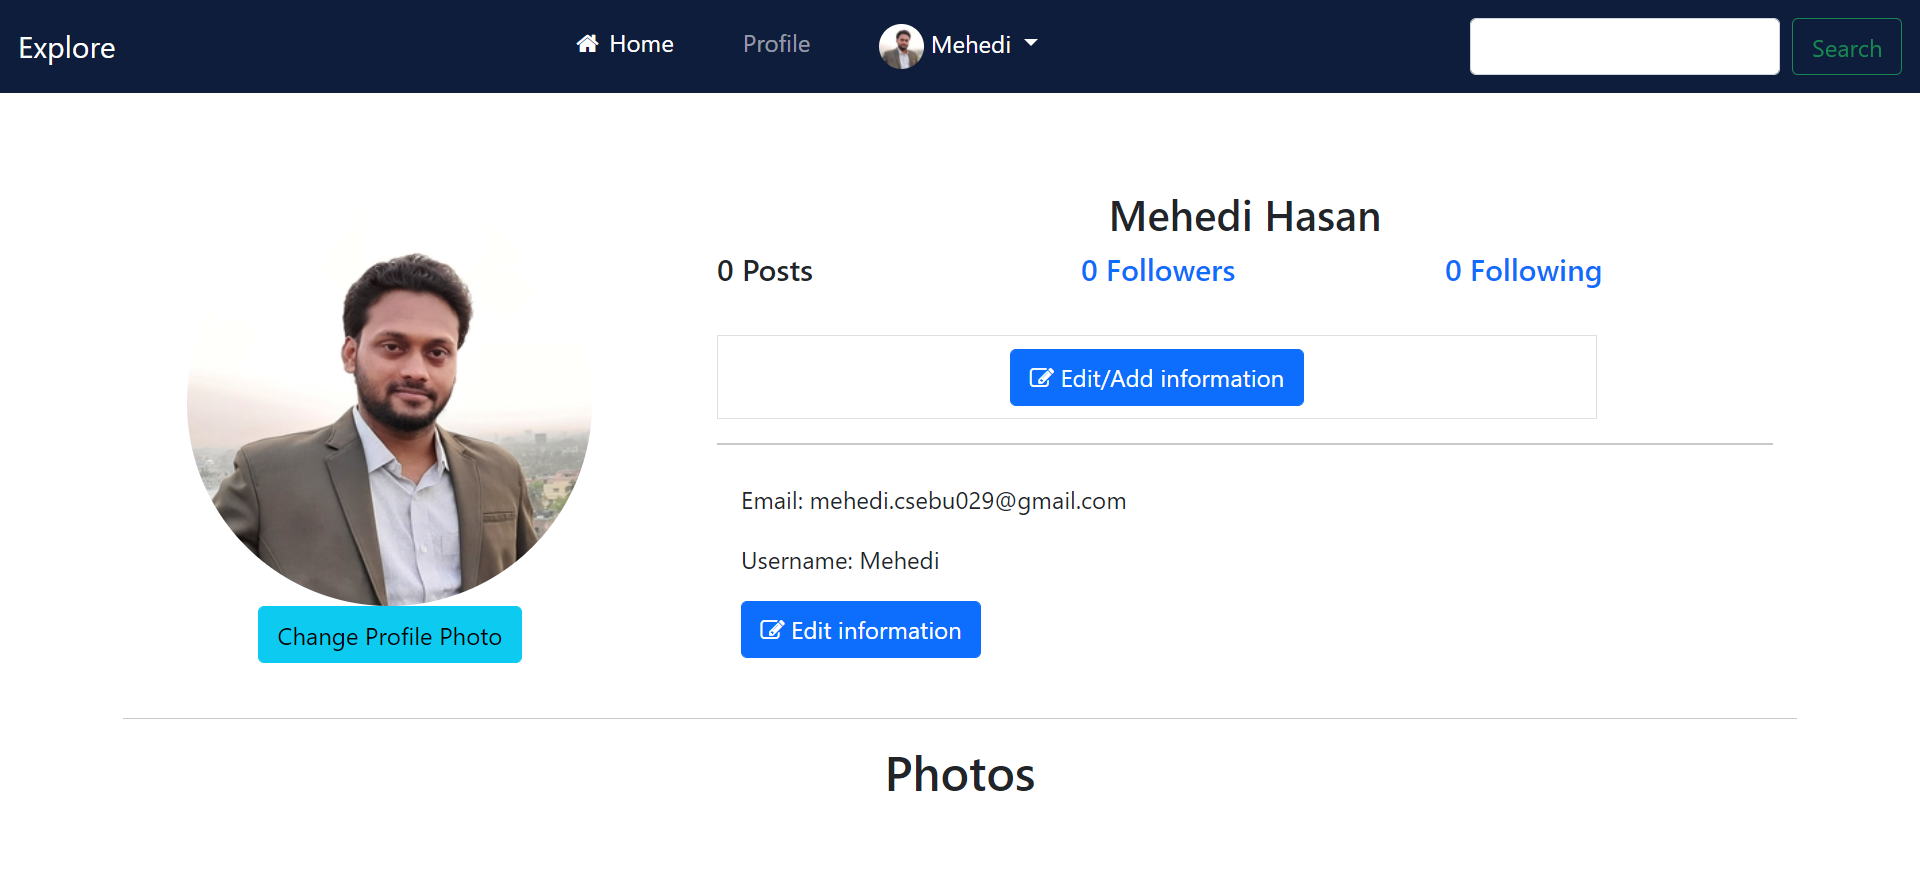 Explore
Home
Profile
Mehedi
Search
Mehedi Hasan
0 Posts
0 Followers
0 Following
Edit/Add information
Email: mehedi.csebu029@gmail.com
Username: Mehedi
Edit information
Change Profile Photo
Photos